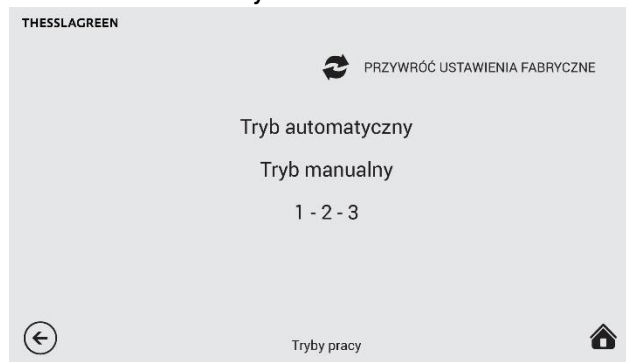 THESSLAGREEN
PRZYWRÓĆ USTAWIENIA FABRYCZNE
Tryb automatyczny
Tryb manualny
1 - 2 - 3
Tryby pracy